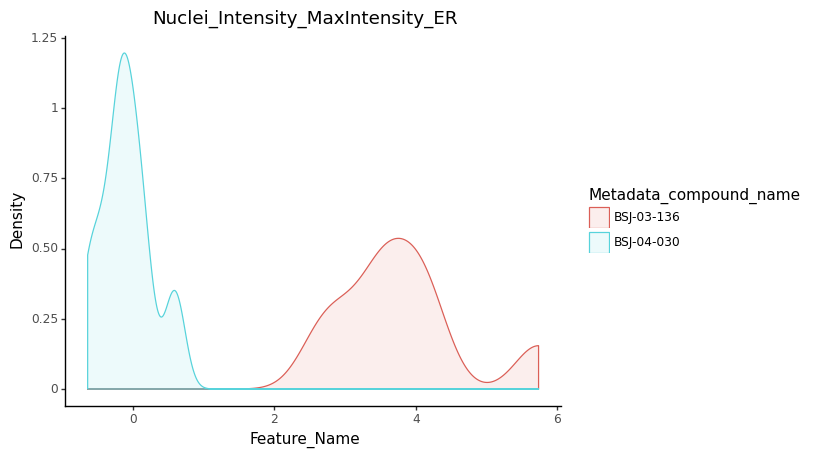 Nuclei_Intensity_MaxIntensity_ER
1.25
1
0.75
0.50
0.25
0
Density
0
2
4
6
Feature_Name
Metadata_compound_name
BSJ-03-136
BSJ-04-030